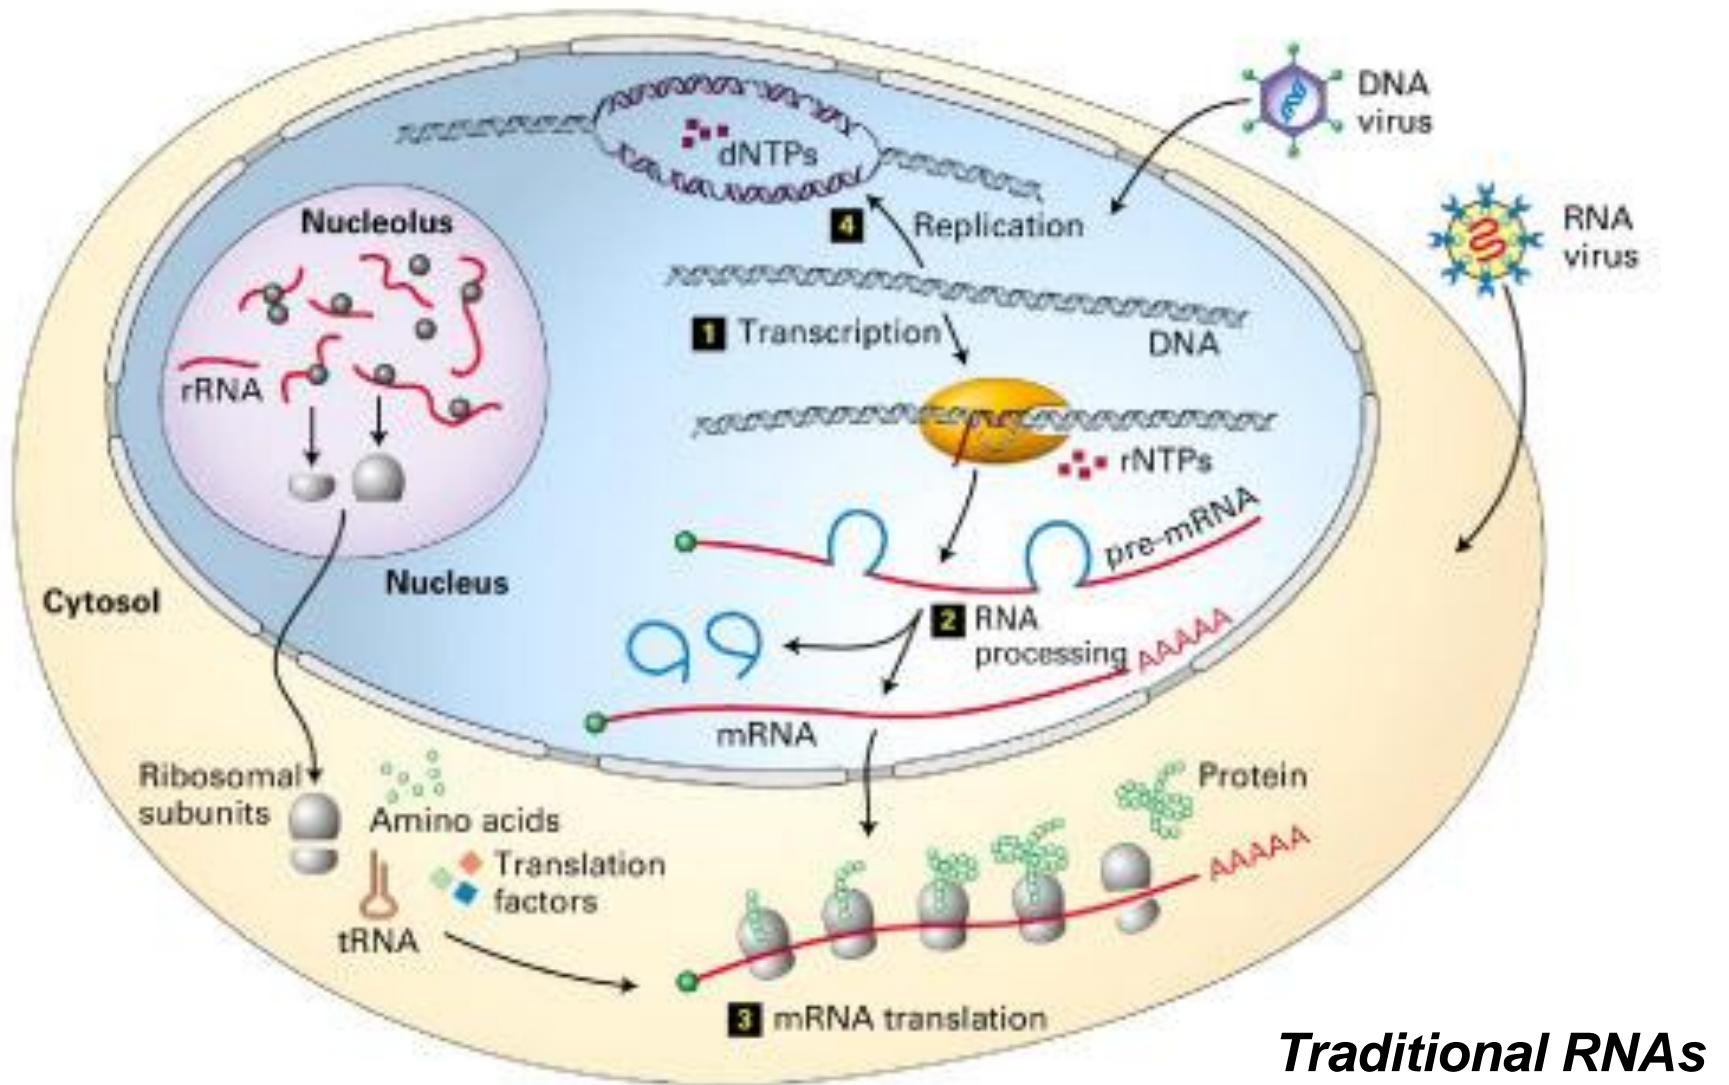 DNA
virus
dNTPs
RNA
virus
4 Replication
Nucleolus
1 Transcription
DNA
rRNA
rNTPs
pre-mRNA
Nucleus
Cytosol
2 RNA
processing
AAAAA
mRNA
Ribosomal
subunits
Amino acids
Protein
Translation
factors
AAAAA
tRNA
3 mRNA translation
Traditional RNAs